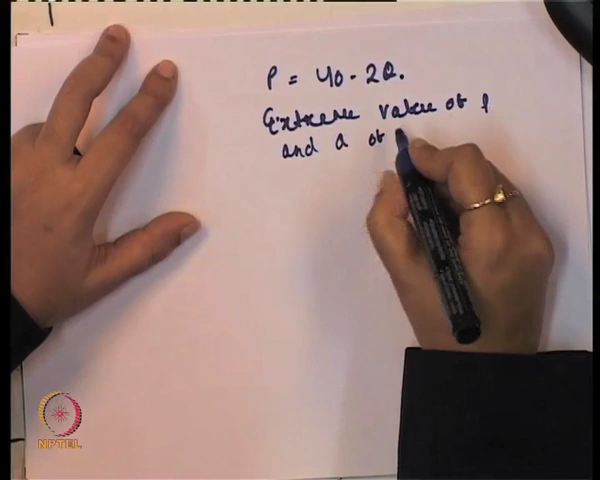 P = 40 - 2Q.
Extreme value of P
and Q of
NPTEL